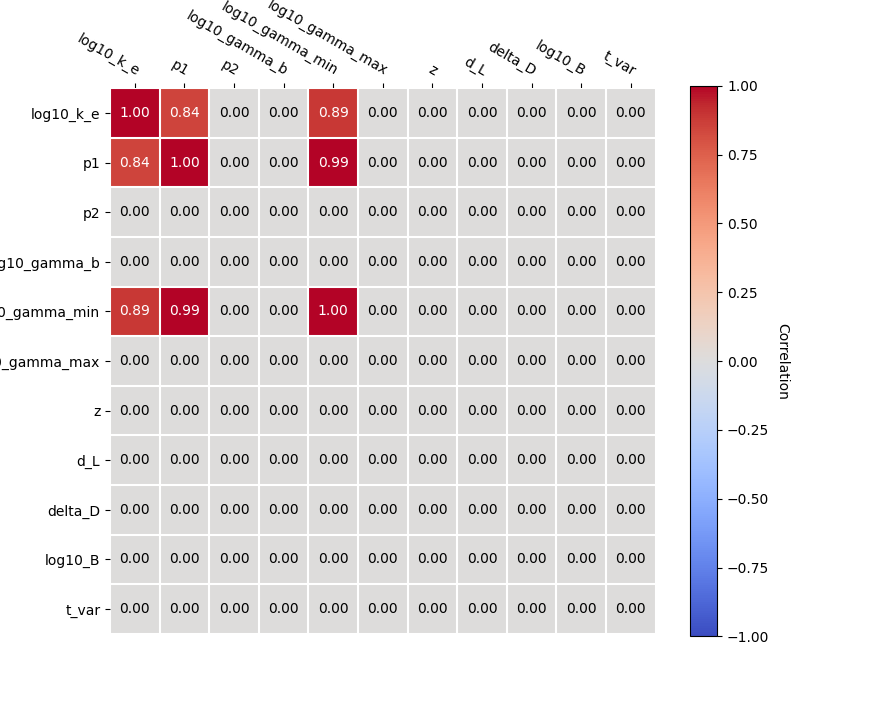 log10_k_e p1 p2 log10_gamma_b log10_gamma_min log10_gamma_max z d_L delta_D log10_B t_var
log10_k_e 1.00 0.84 0.00 0.00 0.89 0.00 0.00 0.00 0.00 0.00 0.00
p1 0.84 1.00 0.00 0.00 0.99 0.00 0.00 0.00 0.00 0.00 0.00
p2 0.00 0.00 0.00 0.00 0.00 0.00 0.00 0.00 0.00 0.00 0.00
g10_gamma_b 0.00 0.00 0.00 0.00 0.00 0.00 0.00 0.00 0.00 0.00 0.00
0_gamma_min 0.89 0.99 0.00 0.00 1.00 0.00 0.00 0.00 0.00 0.00 0.00
0_gamma_max 0.00 0.00 0.00 0.00 0.00 0.00 0.00 0.00 0.00 0.00 0.00
z 0.00 0.00 0.00 0.00 0.00 0.00 0.00 0.00 0.00 0.00 0.00
d_L 0.00 0.00 0.00 0.00 0.00 0.00 0.00 0.00 0.00 0.00 0.00
delta_D 0.00 0.00 0.00 0.00 0.00 0.00 0.00 0.00 0.00 0.00 0.00
log10_B 0.00 0.00 0.00 0.00 0.00 0.00 0.00 0.00 0.00 0.00 0.00
t_var 0.00 0.00 0.00 0.00 0.00 0.00 0.00 0.00 0.00 0.00 0.00
1.00
0.75
0.50
0.25
0.00
−0.25
−0.50
−0.75
−1.00
Correlation